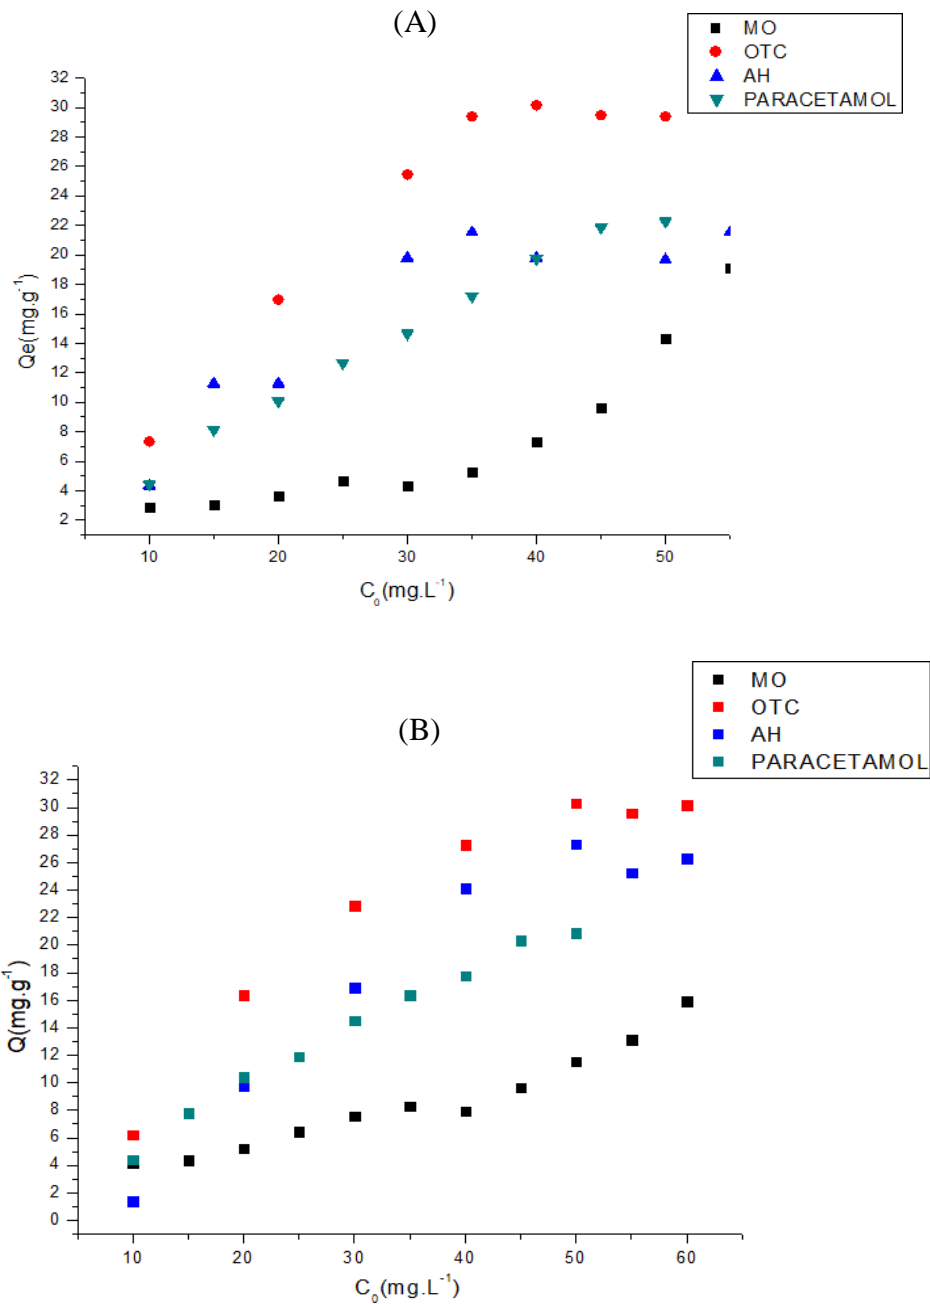 (A)
MO
OTC
AH
PARACETAMOL
32
30
28
26
24
22
20
18
16
14
12
10
8
6
4
2
Qe(mg.g⁻¹)
10 20 30 40 50
C₀(mg.L⁻¹)
MO
OTC
AH
PARACETAMOL
(B)
32
30
28
26
24
22
20
18
16
14
12
10
8
6
4
2
0
Q(mg.g⁻¹)
10 20 30 40 50 60
C₀(mg.L⁻¹)